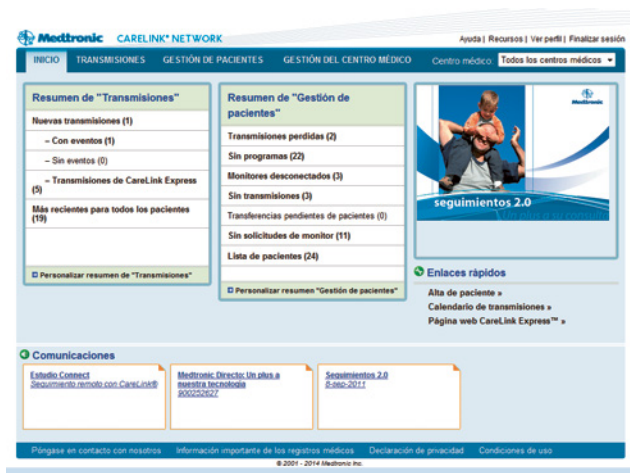 Medtronic CARELINK® NETWORK
Ayuda | Recursos | Ver perfil | Finalizar sesión
INICIO TRANSMISIONES GESTIÓN DE PACIENTES GESTIÓN DEL CENTRO MÉDICO Centro médico: Todos los centros médicos
Resumen de "Transmisiones"
Nuevas transmisiones (1)
– Con eventos (1)
– Sin eventos (0)
– Transmisiones de CareLink Express
(5)
Más recientes para todos los pacientes
(19)
Personalizar resumen de "Transmisiones"
Resumen de "Gestión de
pacientes"
Transmisiones perdidas (2)
Sin programas (22)
Monitores desconectados (3)
Sin transmisiones (3)
Transferencias pendientes de pacientes (0)
Sin solicitudes de monitor (11)
Lista de pacientes (24)
Personalizar resumen "Gestión de pacientes"
Medtronic
seguimientos 2.0
Un plus a su consulta
Enlaces rápidos
Alta de paciente »
Calendario de transmisiones »
Página web CareLink Express™ »
Comunicaciones
Estudio Connect
Seguimiento remoto con CareLink®
Medtronic Directo: Un plus a
nuestra tecnología
900252627
Seguimientos 2.0
8-sep-2011
Póngase en contacto con nosotros Información importante de los registros médicos Declaración de privacidad Condiciones de uso
© 2001 - 2014 Medtronic Inc.